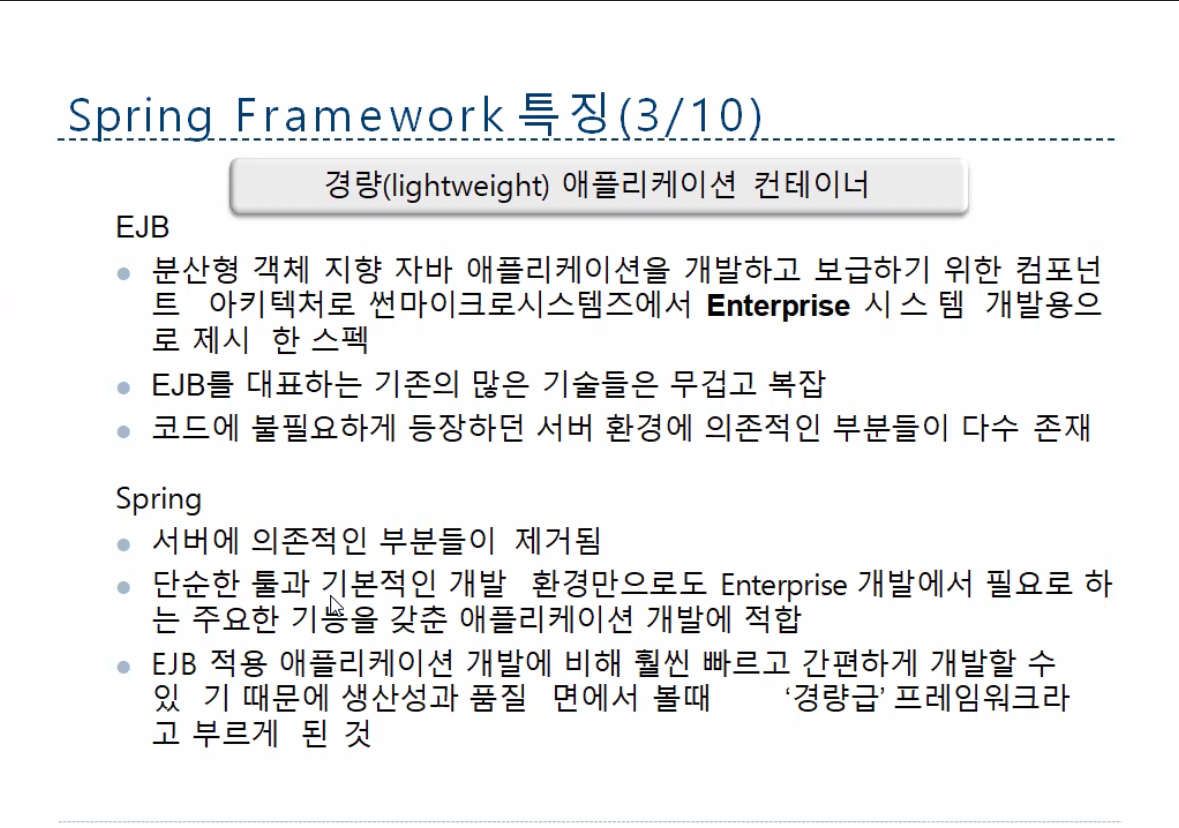 Spring Framework 특징(3/10)
경량(lightweight) 애플리케이션 컨테이너
EJB
분산형 객체 지향 자바 애플리케이션을 개발하고 보급하기 위한 컴포넌
트 아키텍처로 썬마이크로시스템즈에서 Enterprise 시 스 템 개발용으
로 제시 한 스펙
EJB를 대표하는 기존의 많은 기술들은 무겁고 복잡
코드에 불필요하게 등장하던 서버 환경에 의존적인 부분들이 다수 존재
Spring
서버에 의존적인 부분들이 제거됨
단순한 툴과 기본적인 개발 환경만으로도 Enterprise 개발에서 필요로 하
는 주요한 기능을 갖춘 애플리케이션 개발에 적합
EJB 적용 애플리케이션 개발에 비해 훨씬 빠르고 간편하게 개발할 수
있 기 때문에 생산성과 품질 면에서 볼때 ‘경량급’ 프레임워크라
고 부르게 된 것